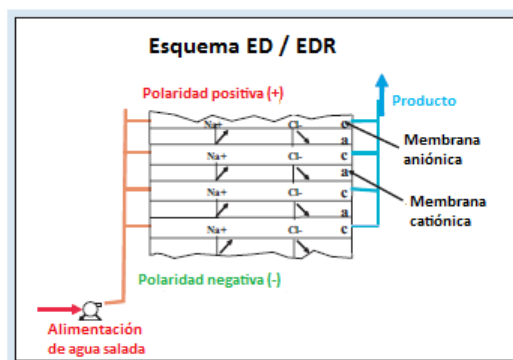 Esquema ED / EDR
Polaridad positiva (+)
Producto
Na+ Cl- c
Membrana
aniónica
a
Na+ Cl- c
a
Membrana
catiónica
Na+ Cl- c
a
Na+ Cl- c
Polaridad negativa (-)
Alimentación
de agua salada